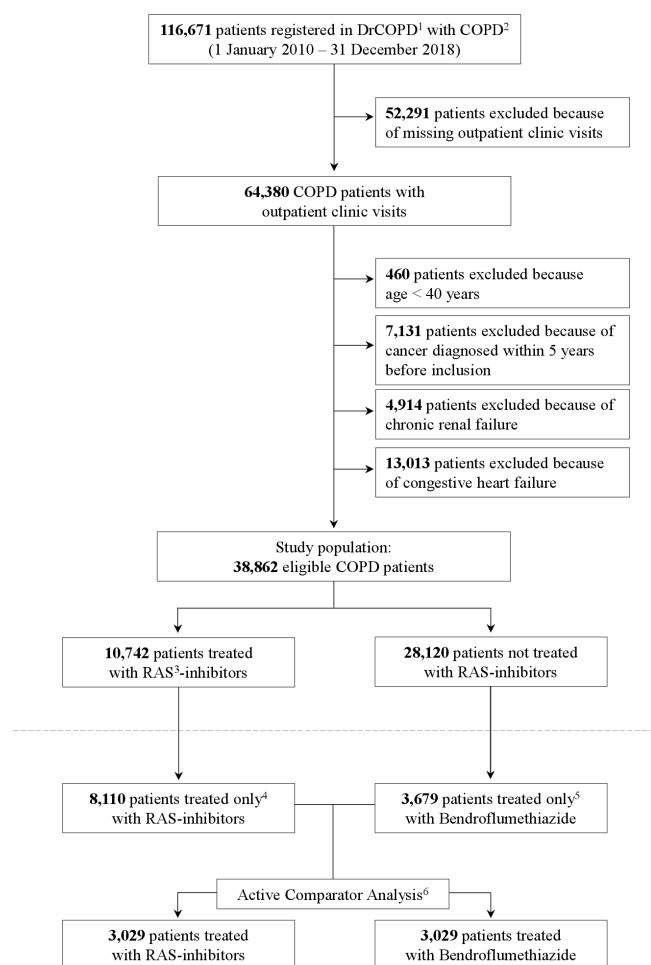 116,671 patients registered in DrCOPD¹ with COPD²
(1 January 2010 – 31 December 2018)
52,291 patients excluded because
of missing outpatient clinic visits
64,380 COPD patients with
outpatient clinic visits
460 patients excluded because
age < 40 years
7,131 patients excluded because of
cancer diagnosed within 5 years
before inclusion
4,914 patients excluded because of
chronic renal failure
13,013 patients excluded because
of congestive heart failure
Study population:
38,862 eligible COPD patients
10,742 patients treated
with RAS³-inhibitors
28,120 patients not treated
with RAS-inhibitors
8,110 patients treated only⁴
with RAS-inhibitors
3,679 patients treated only⁵
with Bendroflumethiazide
Active Comparator Analysis⁶
3,029 patients treated
with RAS-inhibitors
3,029 patients treated
with Bendroflumethiazide